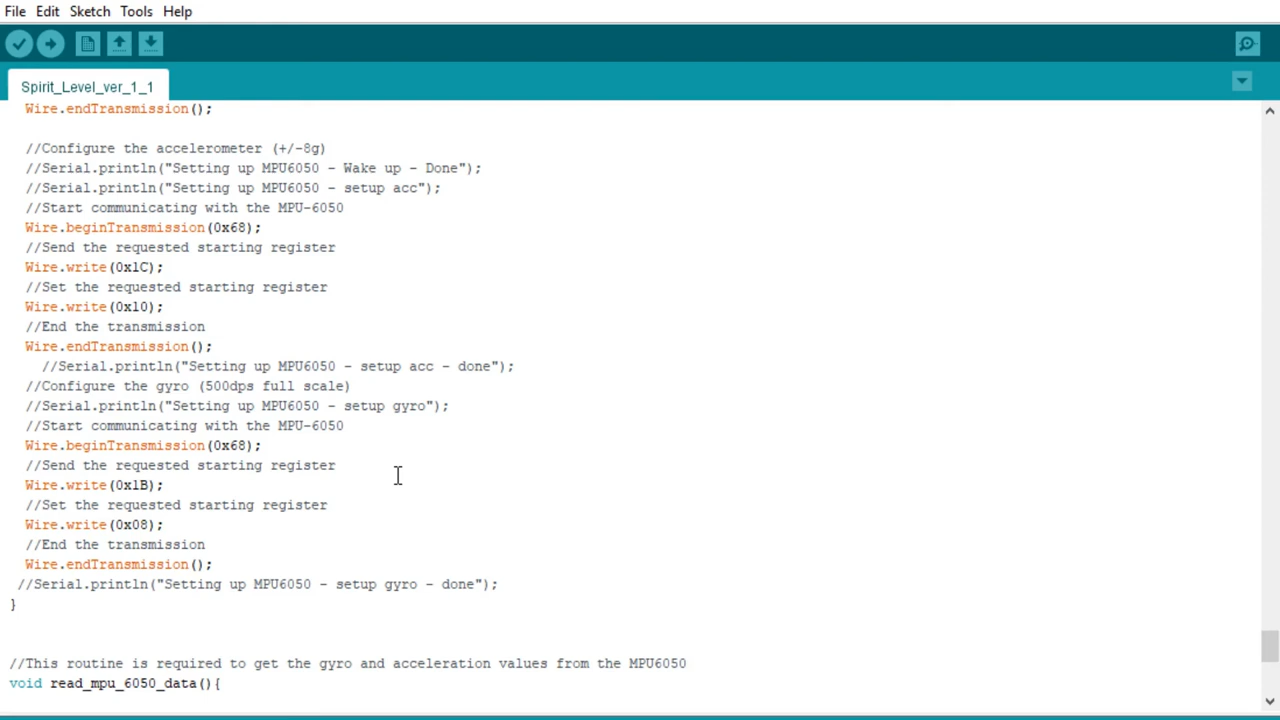 File Edit Sketch Tools Help
Spirit_Level_ver_1_1
Wire.endTransmission();
//Configure the accelerometer (+/-8g)
//Serial.println("Setting up MPU6050 - Wake up - Done");
//Serial.println("Setting up MPU6050 - setup acc");
//Start communicating with the MPU-6050
Wire.beginTransmission(0x68);
//Send the requested starting register
Wire.write(0x1C);
//Set the requested starting register
Wire.write(0x10);
//End the transmission
Wire.endTransmission();
//Serial.println("Setting up MPU6050 - setup acc - done");
//Configure the gyro (500dps full scale)
//Serial.println("Setting up MPU6050 - setup gyro");
//Start communicating with the MPU-6050
Wire.beginTransmission(0x68);
//Send the requested starting register
Wire.write(0x1B);
//Set the requested starting register
Wire.write(0x08);
//End the transmission
Wire.endTransmission();
//Serial.println("Setting up MPU6050 - setup gyro - done");
}
//This routine is required to get the gyro and acceleration values from the MPU6050
void read_mpu_6050_data(){